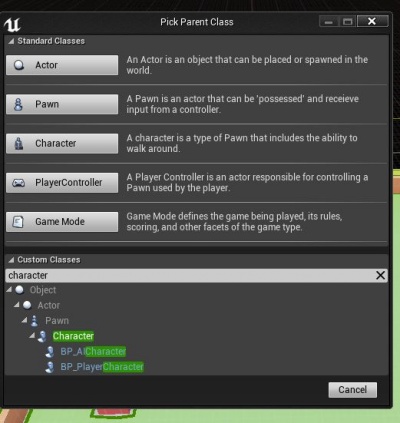 Pick Parent Class
Standard Classes
Actor
An Actor is an object that can be placed or spawned in the
world.
Pawn
A Pawn is an actor that can be 'possessed' and receieve
input from a controller.
Character
A character is a type of Pawn that includes the ability to
walk around.
PlayerController
A Player Controller is an actor responsible for controlling a
Pawn used by the player.
Game Mode
Game Mode defines the game being played, its rules,
scoring, and other facets of the game type.
Custom Classes
character
Object
Actor
Pawn
Character
BP_AICharacter
BP_PlayerCharacter
Cancel